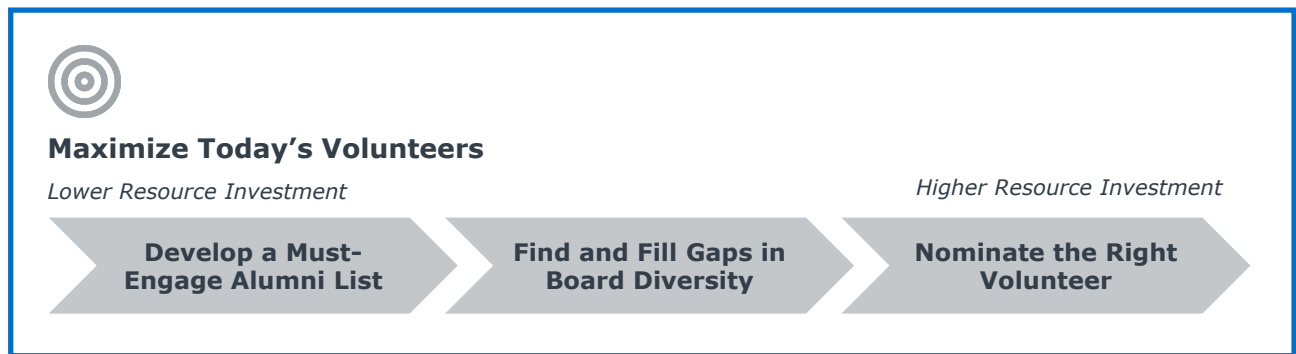 Maximize Today’s Volunteers
Lower Resource Investment
Higher Resource Investment
Develop a Must-
Engage Alumni List
Find and Fill Gaps in
Board Diversity
Nominate the Right
Volunteer